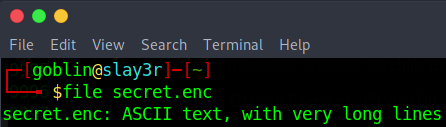 File Edit View Search Terminal Help
[goblin@slay3r]─[~]
$file secret.enc
secret.enc: ASCII text, with very long lines